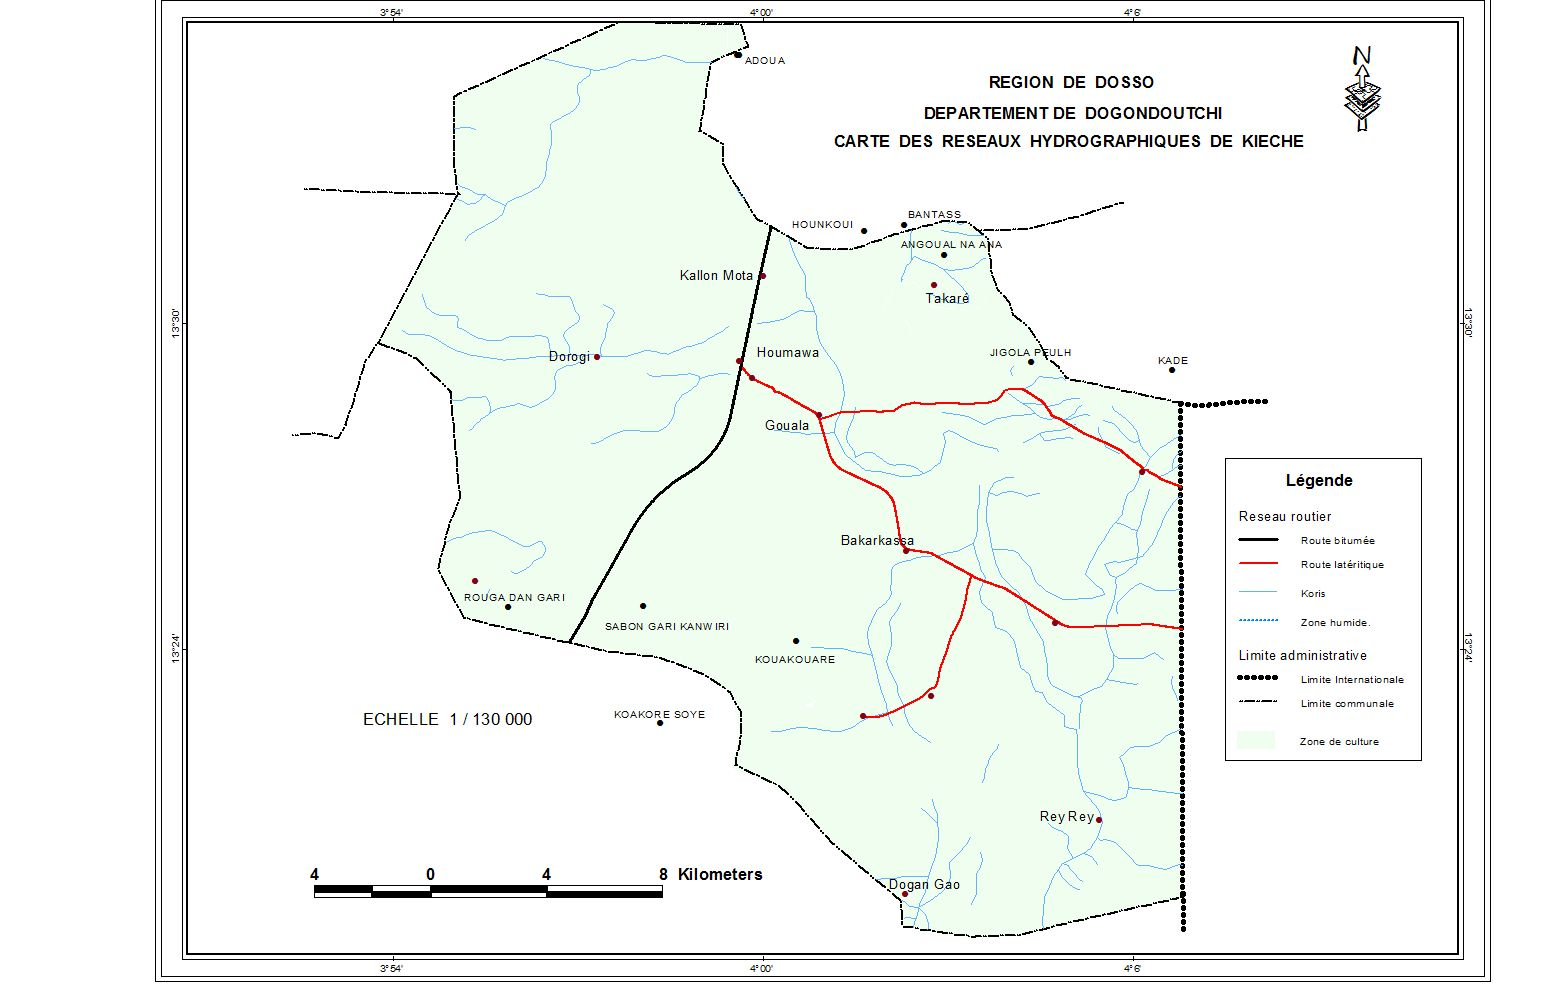 3°54'
4°00'
4°6'
N
ADOUA
REGION DE DOSSO
DEPARTEMENT DE DOGONDOUTCHI
CARTE DES RESEAUX HYDROGRAPHIQUES DE KIECHE
HOUNKOUI
BANTASS
ANGOUAL NA ANA
Kallon Mota
Takaré
13°30'
13°30'
Dorogi
Houmawa
JIGOLA PEULH
KADE
Gouala
Légende
Reseau routier
Route bitumée
Route latéritique
Koris
Zone humide.
Limite administrative
Limite Internationale
Limite communale
Zone de culture
Bakarkassa
ROUGA DAN GARI
SABON GARI KANWIRI
13°24'
13°24'
KOUAKOUARE
KOAKORE SOYE
ECHELLE 1 / 130 000
Rey Rey
4 0 4 8 Kilometers
Dogan Gao
3°54'
4°00'
4°6'